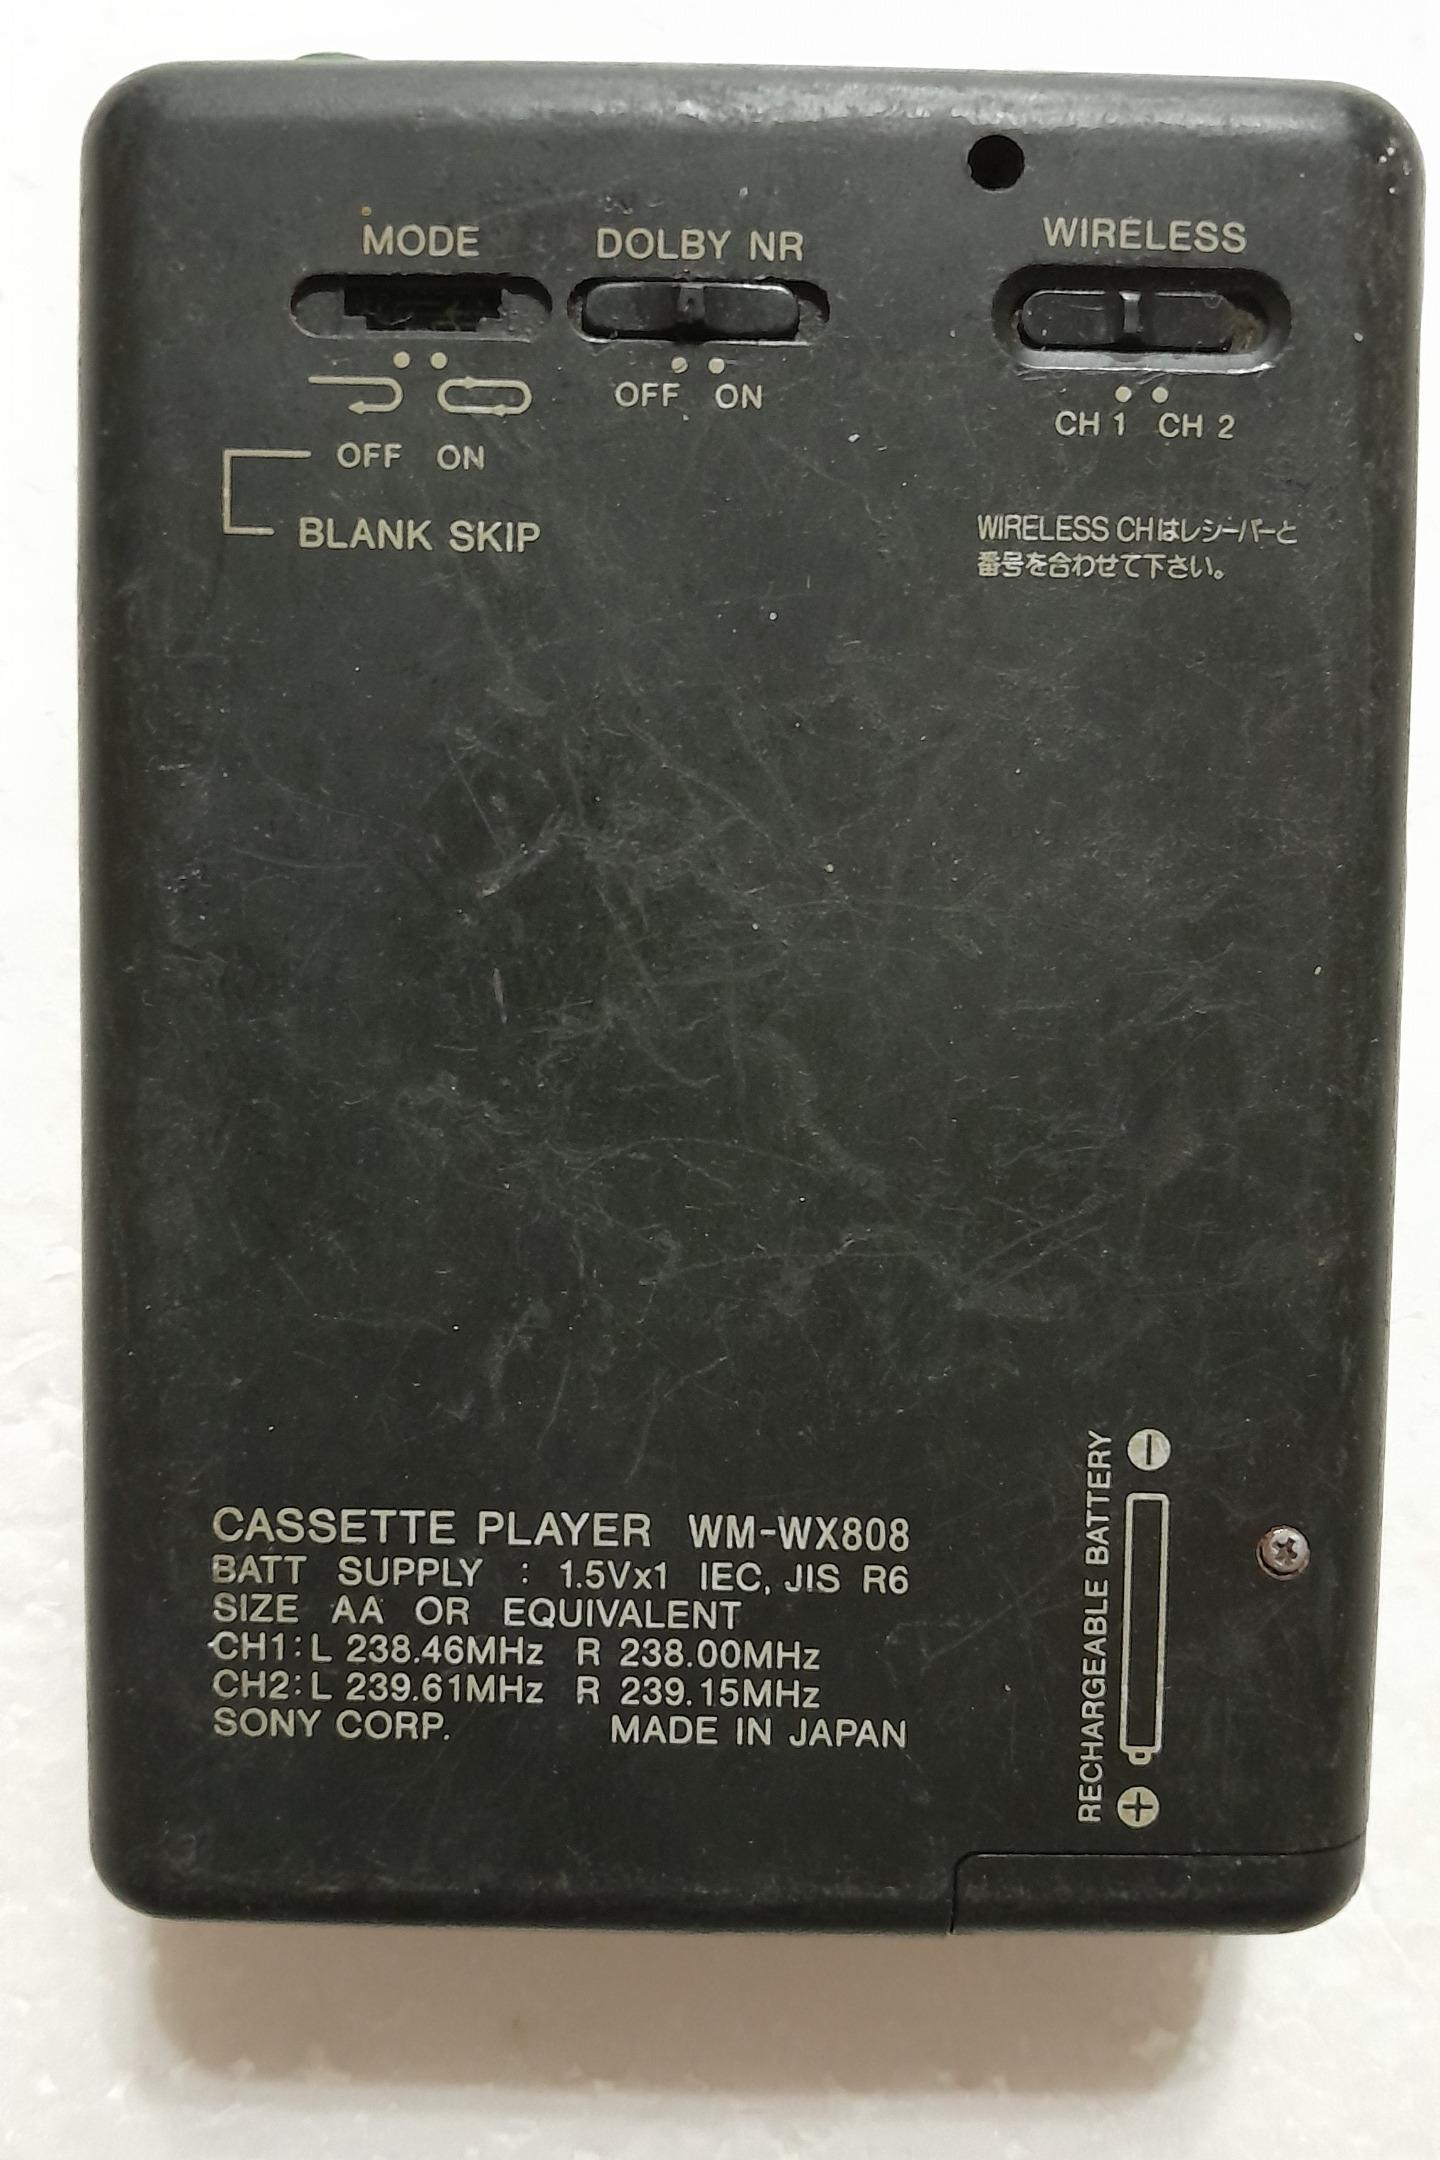 MODE
DOLBY NR
WIRELESS
OFF ON
CH 1 CH 2
OFF ON
BLANK SKIP
WIRELESS CHはレシーバーと
番号を合わせて下さい。
RECHARGEABLE BATTERY
CASSETTE PLAYER WM-WX808
BATT SUPPLY : 1.5Vx1 IEC, JIS R6
SIZE AA OR EQUIVALENT
CH1: L 238.46MHz R 238.00MHz
CH2: L 239.61MHz R 239.15MHz
SONY CORP. MADE IN JAPAN